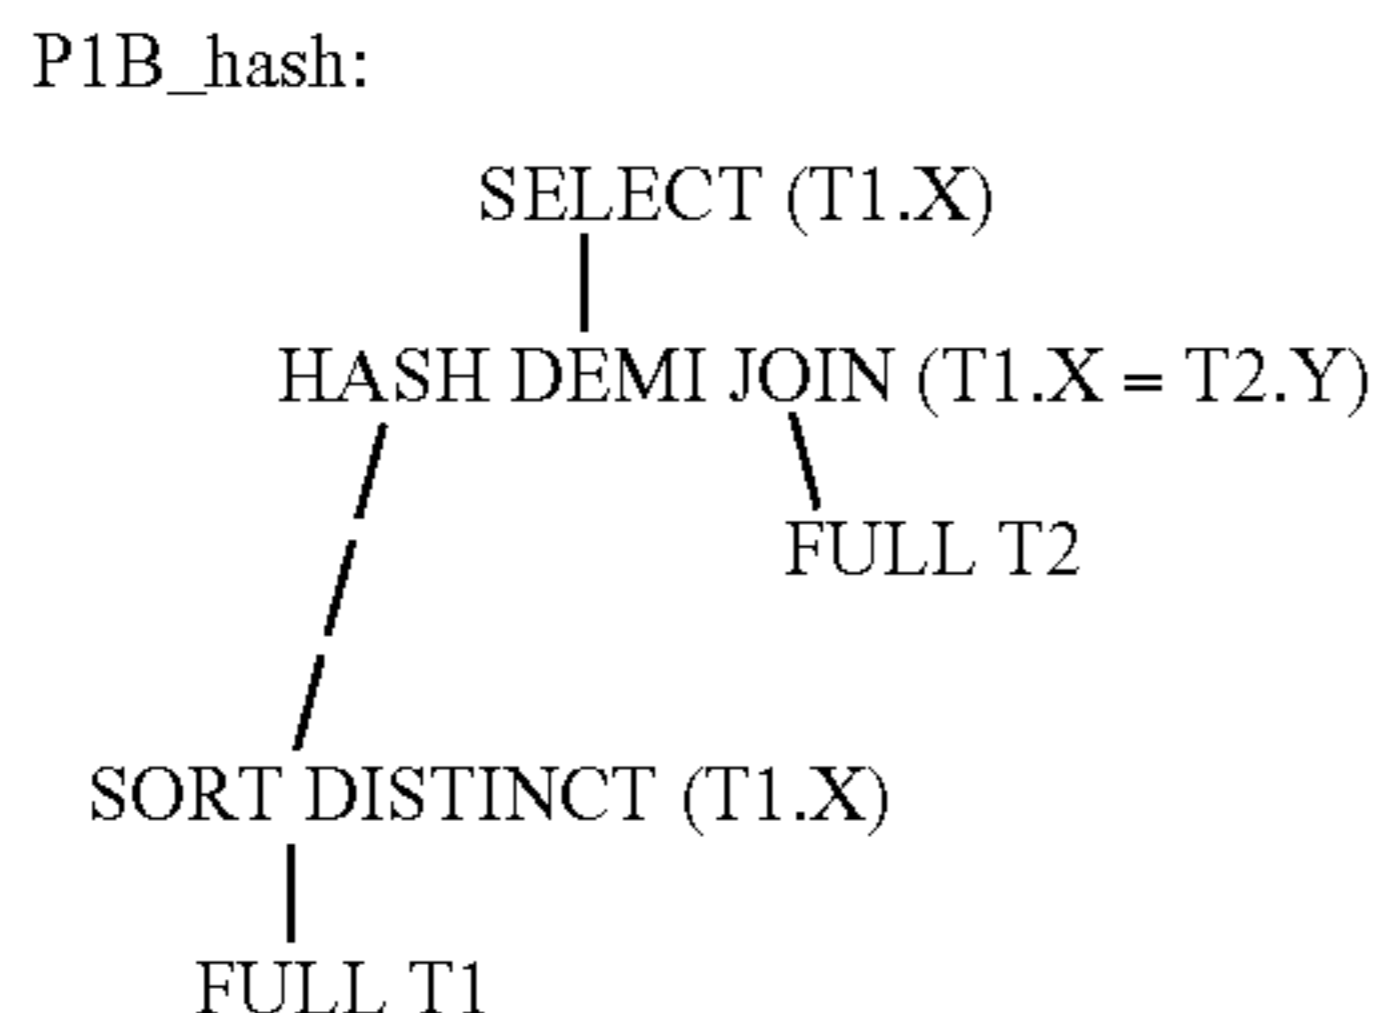 P1B_hash:
SELECT (T1.X)
HASH DEMI JOIN (T1.X = T2.Y)
FULL T2
SORT DISTINCT (T1.X)
FULL T1